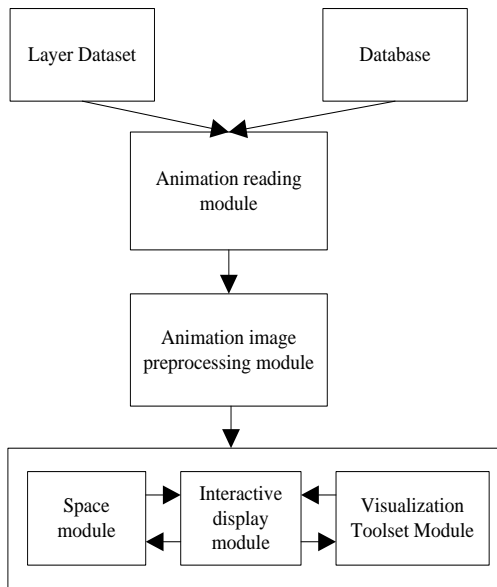 Layer Dataset
Database
Animation reading
module
Animation image
preprocessing module
Space
module
Interactive
display
module
Visualization
Toolset Module